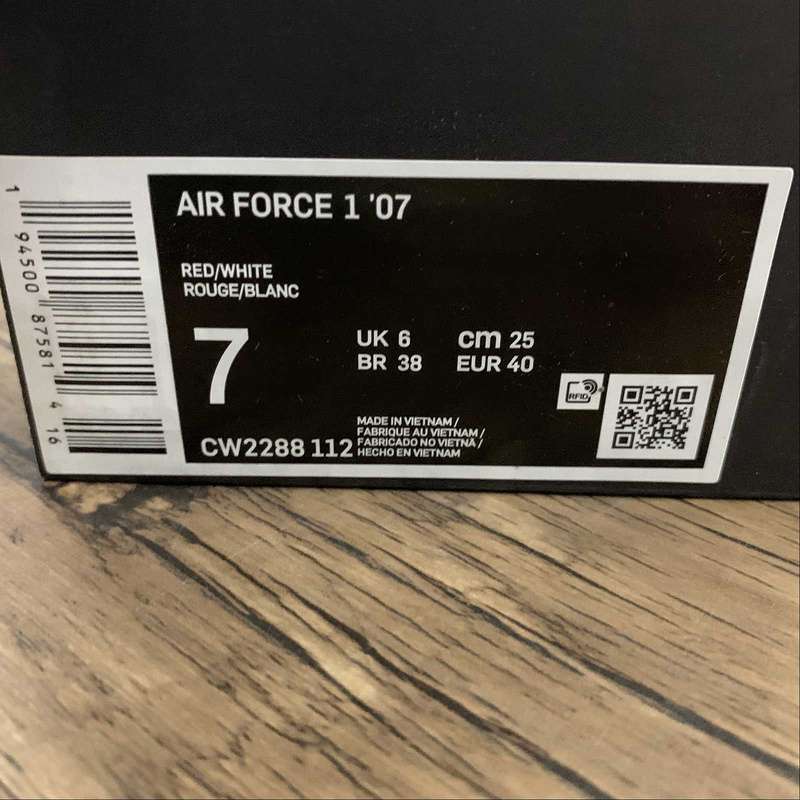 AIR FORCE 1 '07
RED/WHITE
ROUGE/BLANC
7
UK 6 cm 25
BR 38 EUR 40
RFID
CW2288 112
MADE IN VIETNAM /
FABRIQUE AU VIETNAM /
FABRICADO NO VIETNÃ /
HECHO EN VIETNAM
1 94500 87581 4 16